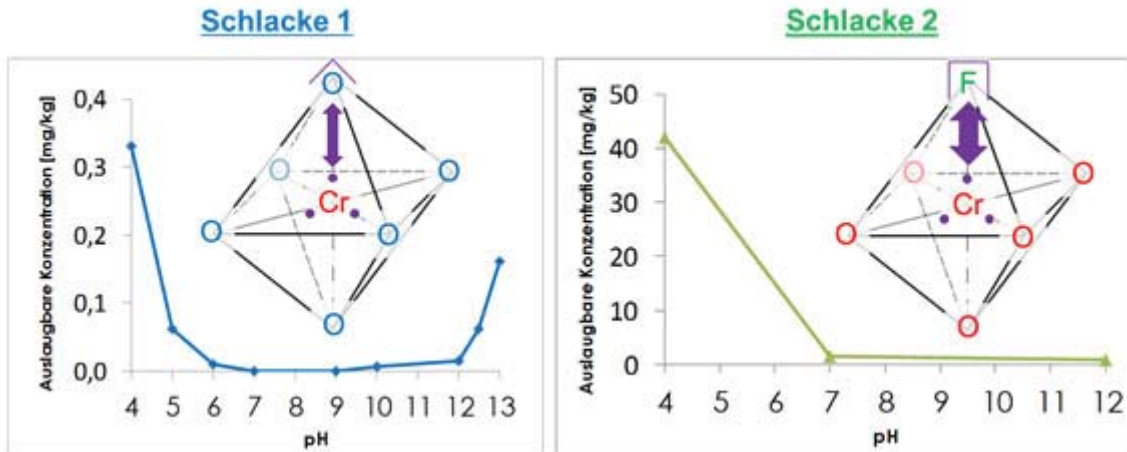 Schlacke 1
Auslaugbare Konzentration [mg/kg]
0,4
0,3
0,2
0,1
0,0
O
O
O
Cr
O
O
O
4 5 6 7 9 10 12 13
pH
Schlacke 2
Auslaugbare Konzentration [mg/kg]
50
40
30
20
10
0
F
O
O
Cr
O
O
O
4 5 6 7 8 9 10 11 12
pH